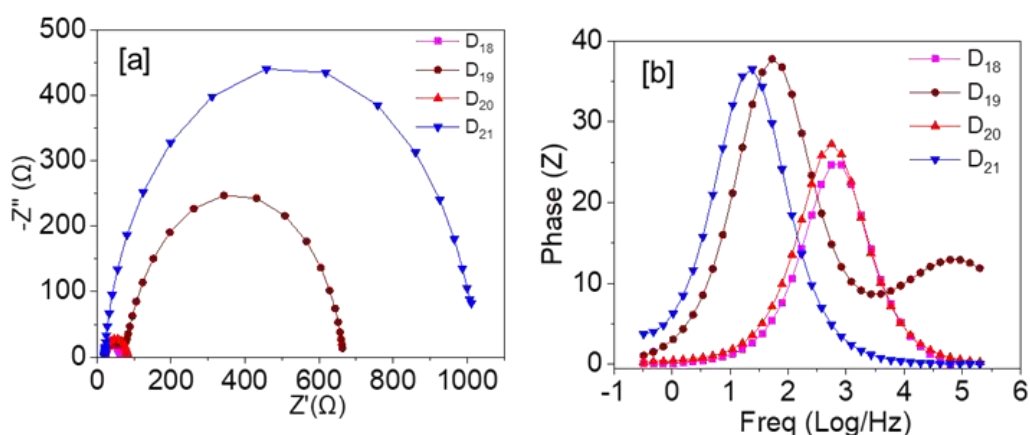 [a]
500
400
300
200
100
0
-Z″ (Ω)
0 200 400 600 800 1000
Z'(Ω)
D18
D19
D20
D21
[b]
40
30
20
10
0
Phase (Z)
-1 0 1 2 3 4 5 6
Freq (Log/Hz)
D18
D19
D20
D21